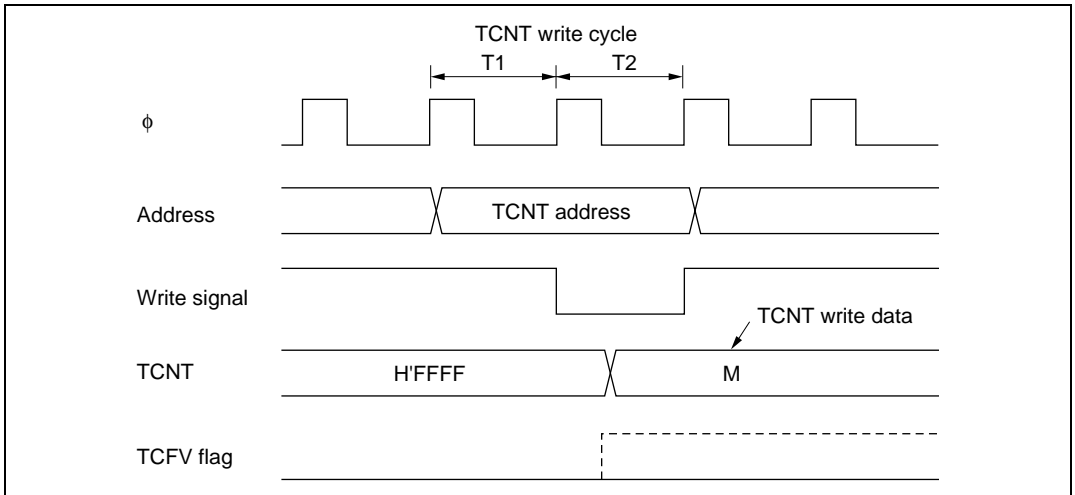 TCNT write cycle
T1 T2
ϕ
Address TCNT address
Write signal
TCNT write data
TCNT H'FFFF M
TCFV flag